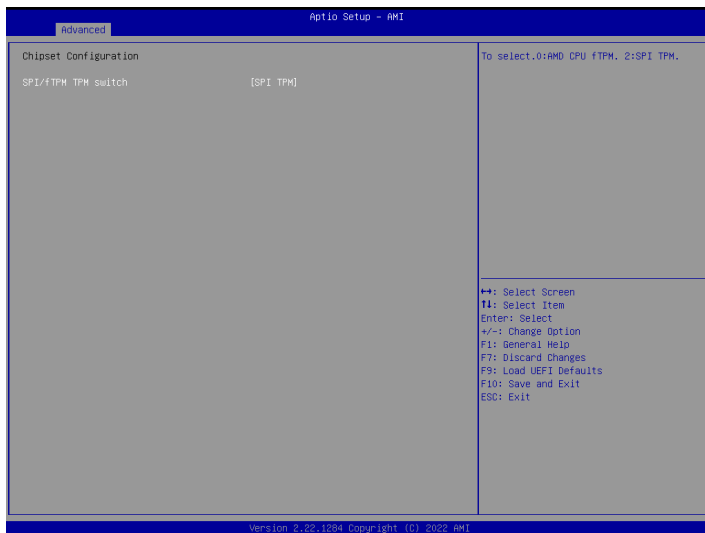 Aptio Setup – AMI
Advanced
Chipset Configuration
SPI/fTPM TPM switch [SPI TPM]
To select.0:AMD CPU fTPM. 2:SPI TPM.
↔: Select Screen
↑↓: Select Item
Enter: Select
+/-: Change Option
F1: General Help
F7: Discard Changes
F9: Load UEFI Defaults
F10: Save and Exit
ESC: Exit
Version 2.22.1284 Copyright (C) 2022 AMI